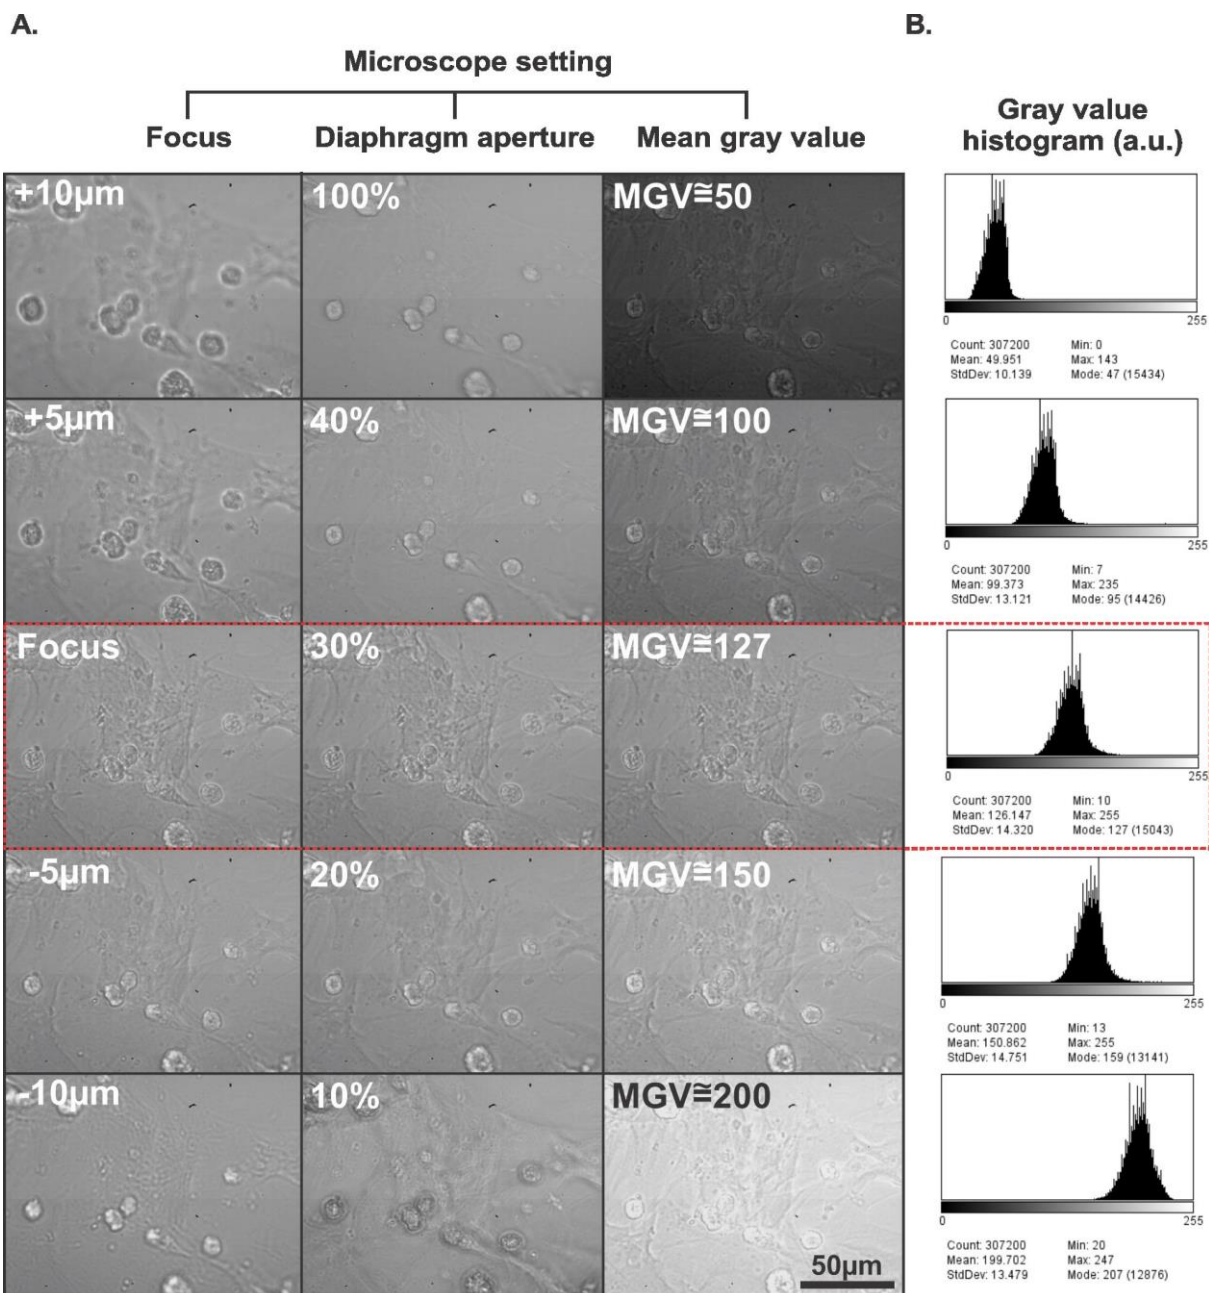 A.
B.
Microscope setting
Focus
Diaphragm aperture
Mean gray value
Gray value
histogram (a.u.)
+10µm
100%
MGV≅50
0
255
Count: 307200
Min: 0
Mean: 49.951
Max: 143
StdDev: 10.139
Mode: 47 (15434)
+5µm
40%
MGV≅100
0
255
Count: 307200
Min: 7
Mean: 99.373
Max: 235
StdDev: 13.121
Mode: 95 (14426)
Focus
30%
MGV≅127
0
255
Count: 307200
Min: 10
Mean: 126.147
Max: 255
StdDev: 14.320
Mode: 127 (15043)
-5µm
20%
MGV≅150
0
255
Count: 307200
Min: 13
Mean: 150.862
Max: 255
StdDev: 14.751
Mode: 159 (13141)
-10µm
10%
MGV≅200
50µm
0
255
Count: 307200
Min: 20
Mean: 199.702
Max: 247
StdDev: 13.479
Mode: 207 (12876)